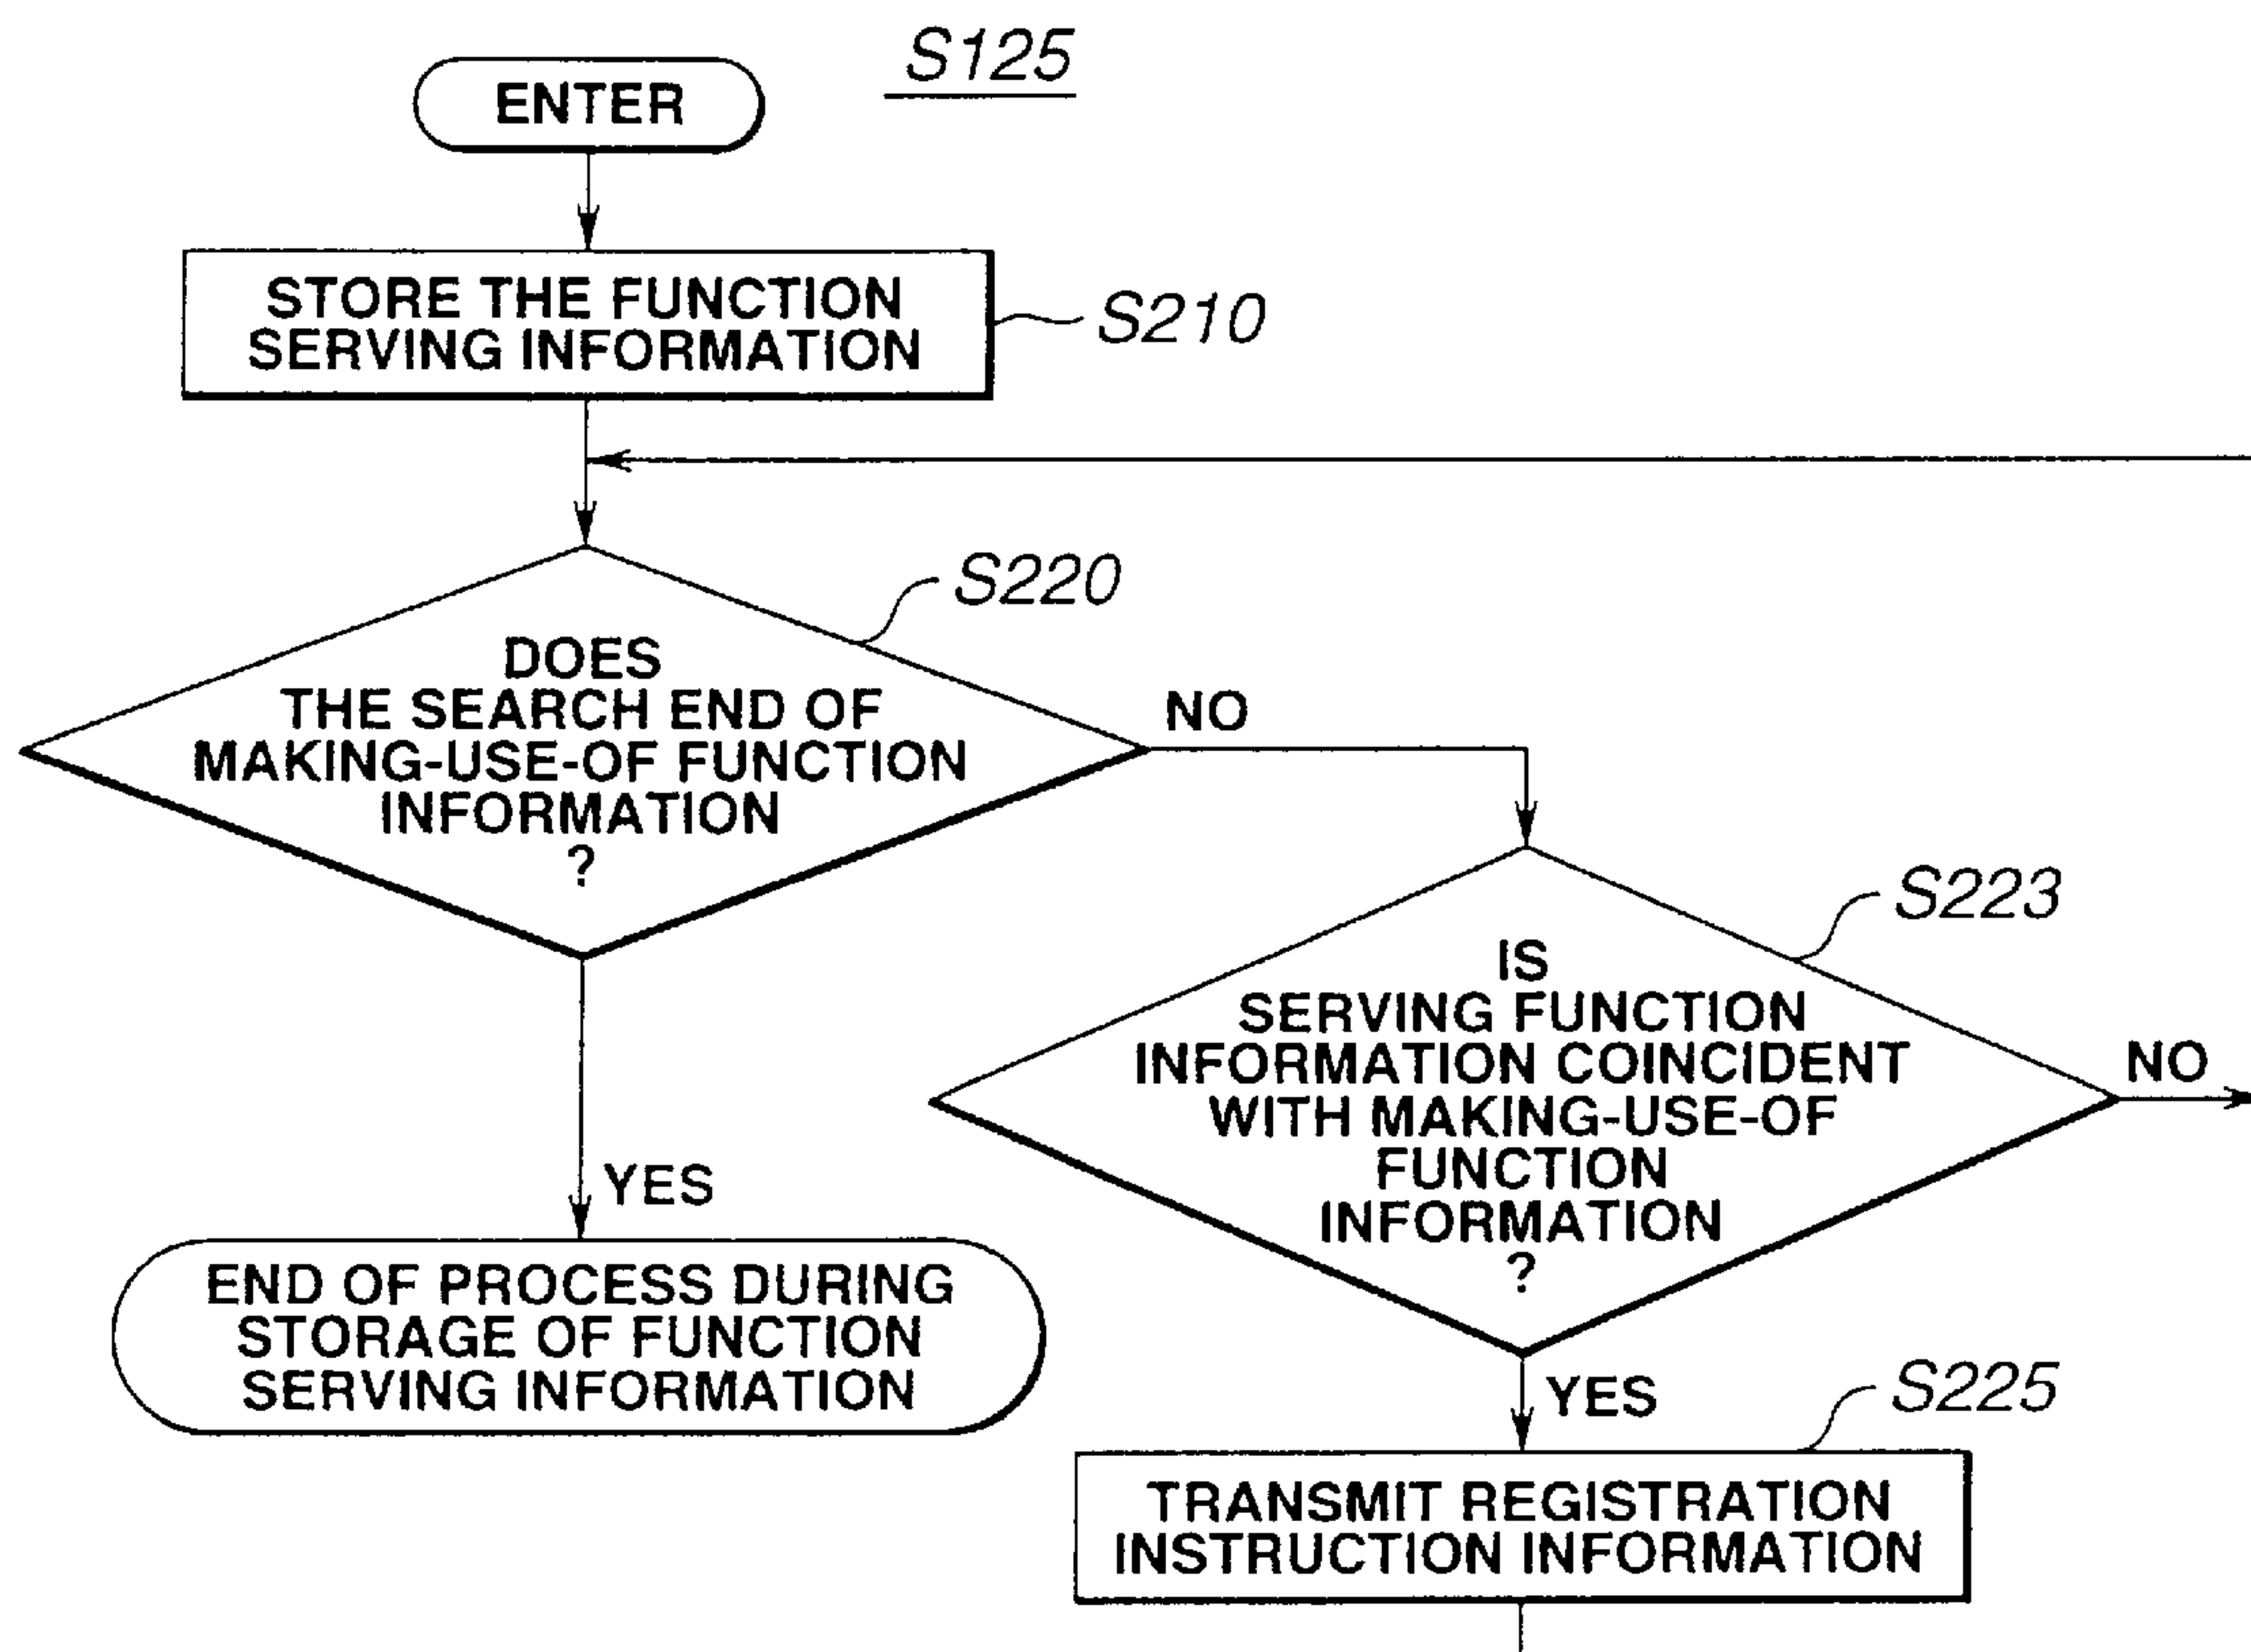 S125
ENTER
STORE THE FUNCTION
SERVING INFORMATION
S210
S220
DOES
THE SEARCH END OF
MAKING-USE-OF FUNCTION
INFORMATION
?
NO
S223
IS
SERVING FUNCTION
INFORMATION COINCIDENT
WITH MAKING-USE-OF
FUNCTION
INFORMATION
?
NO
YES
END OF PROCESS DURING
STORAGE OF FUNCTION
SERVING INFORMATION
YES
S225
TRANSMIT REGISTRATION
INSTRUCTION INFORMATION